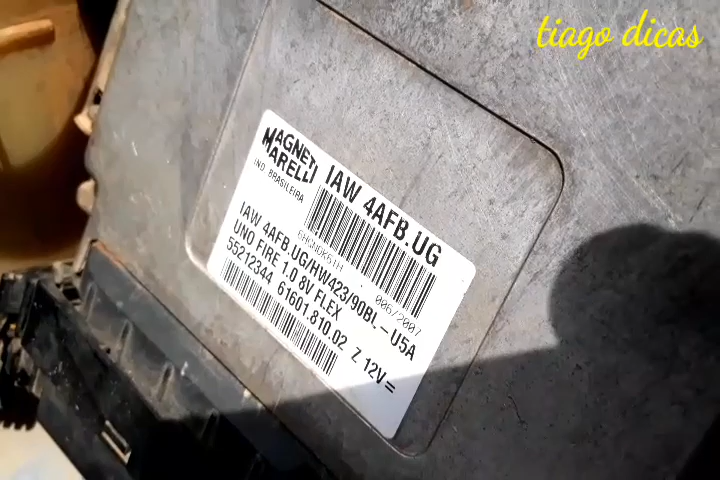 tiago dicas
MAGNETI
MARELLI
IND. BRASILEIRA
IAW 4AFB.UG
006/2007
IAW 4AFB.UG/HW423/90BL-U5A
UNO FIRE 1.0 8V FLEX
55212344 61601.810.02 Z 12V=